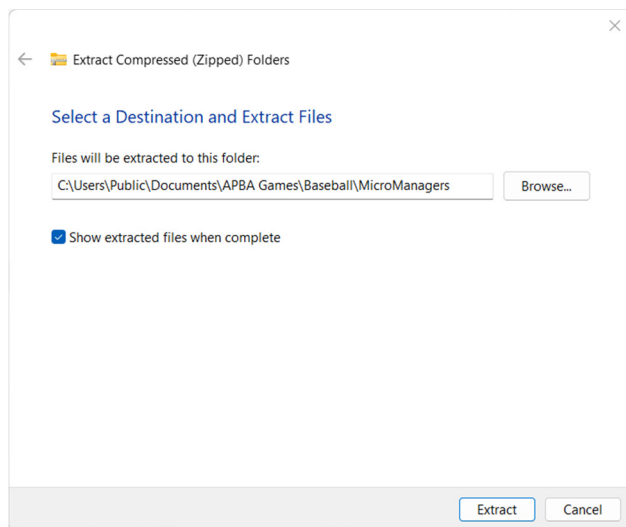 Extract Compressed (Zipped) Folders
Select a Destination and Extract Files
Files will be extracted to this folder:
C:\Users\Public\Documents\APBA Games\Baseball\MicroManagers
Browse...
Show extracted files when complete
Extract
Cancel